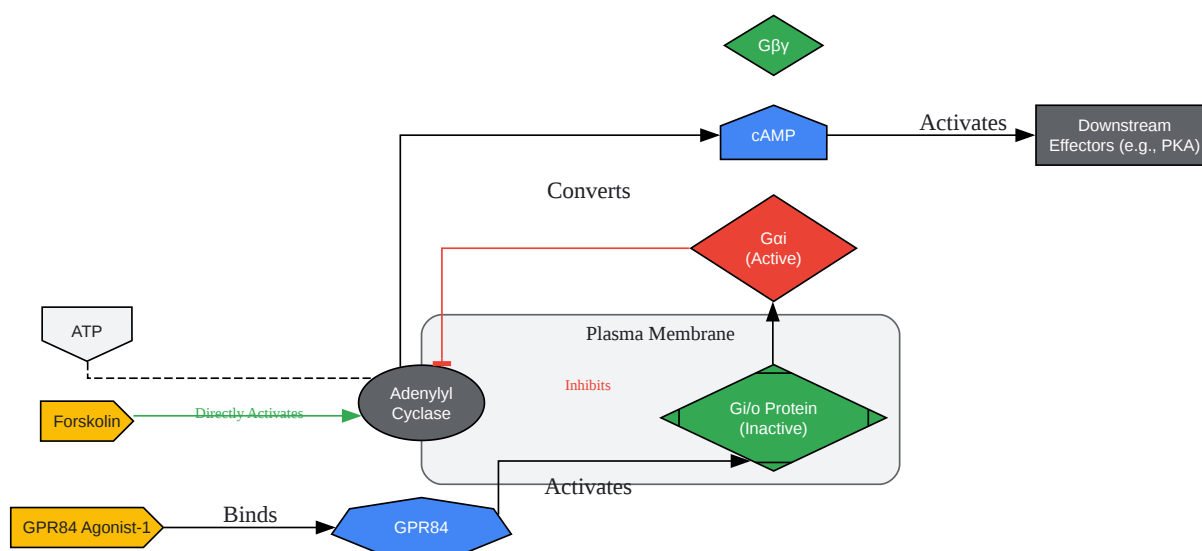 Gβγ
cAMP
Activates
Downstream
Effectors (e.g., PKA)
Converts
Gαi
(Active)
ATP
Plasma Membrane
Inhibits
Adenylyl
Cyclase
Gi/o Protein
(Inactive)
Forskolin
Directly Activates
Activates
GPR84 Agonist-1
Binds
GPR84